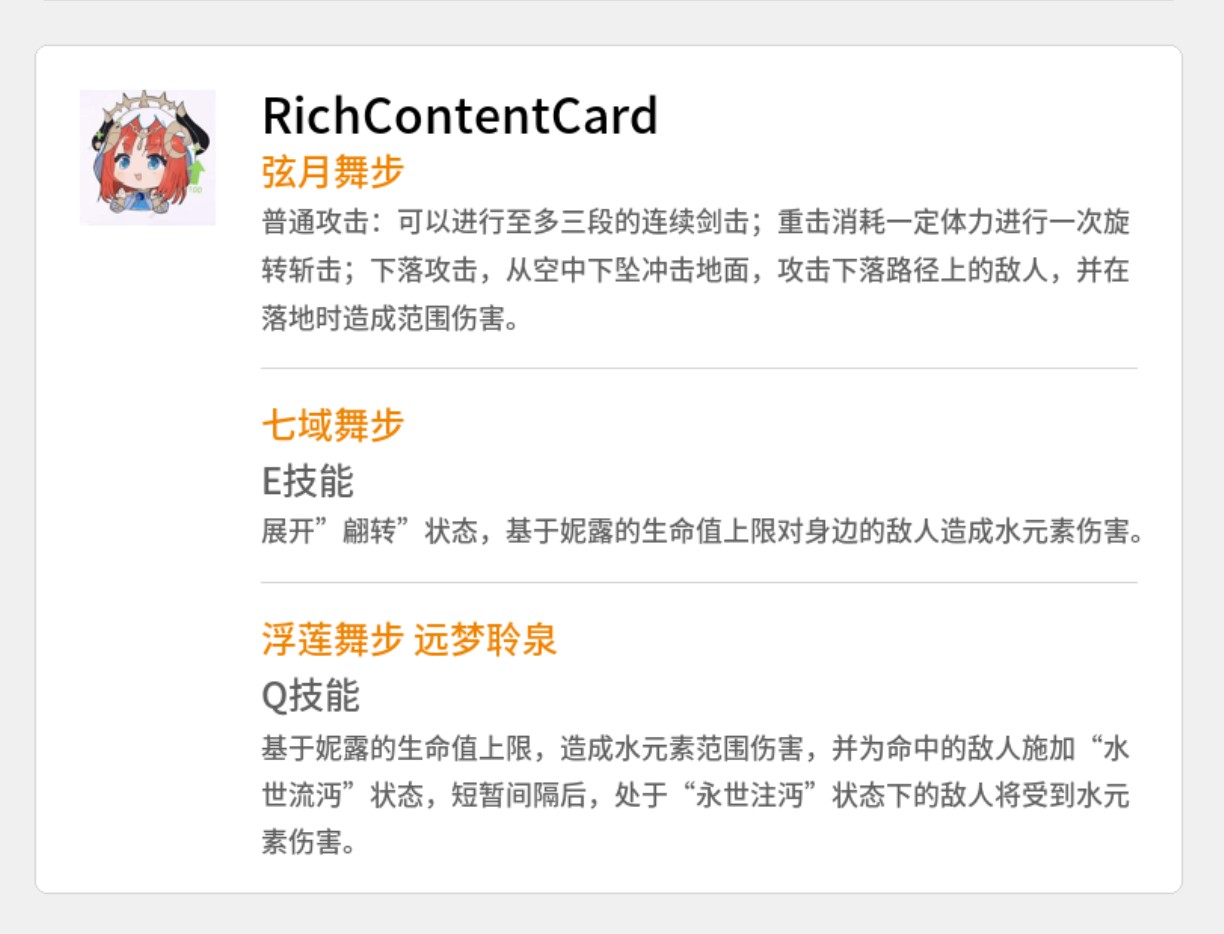 RichContentCard
弦月舞步
普通攻击：可以进行至多三段的连续剑击；重击消耗一定体力进行一次旋
转斩击；下落攻击，从空中下坠冲击地面，攻击下落路径上的敌人，并在
落地时造成范围伤害。
七域舞步
E技能
展开”翩转”状态，基于妮露的生命值上限对身边的敌人造成水元素伤害。
浮莲舞步 远梦聆泉
Q技能
基于妮露的生命值上限，造成水元素范围伤害，并为命中的敌人施加“水
世流沔”状态，短暂间隔后，处于“永世注沔”状态下的敌人将受到水元
素伤害。